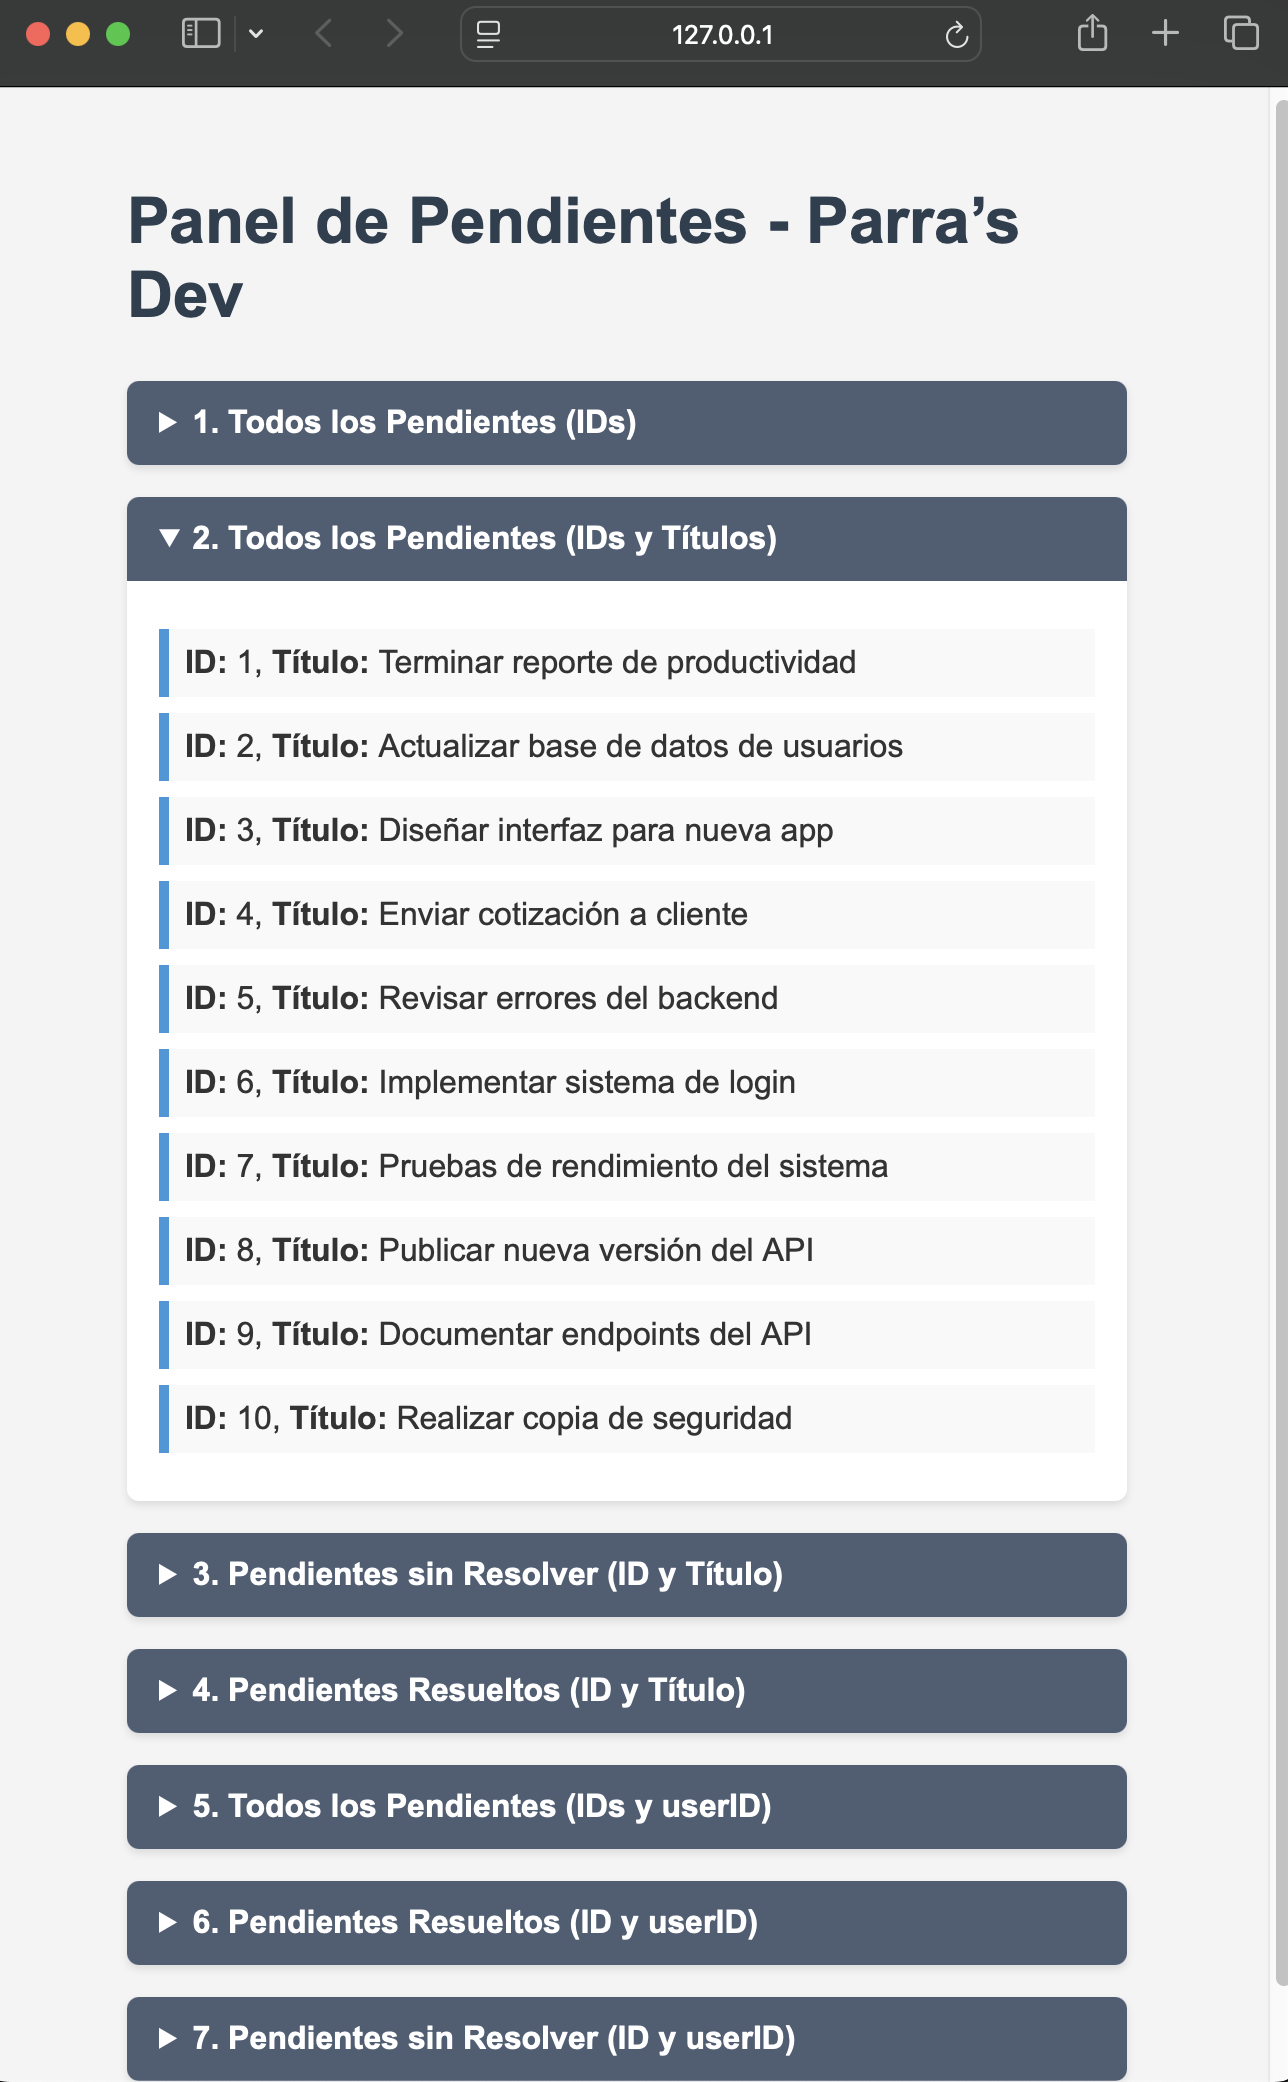 127.0.0.1
Panel de Pendientes - Parra’s
Dev
1. Todos los Pendientes (IDs)
2. Todos los Pendientes (IDs y Títulos)
ID: 1, Título: Terminar reporte de productividad
ID: 2, Título: Actualizar base de datos de usuarios
ID: 3, Título: Diseñar interfaz para nueva app
ID: 4, Título: Enviar cotización a cliente
ID: 5, Título: Revisar errores del backend
ID: 6, Título: Implementar sistema de login
ID: 7, Título: Pruebas de rendimiento del sistema
ID: 8, Título: Publicar nueva versión del API
ID: 9, Título: Documentar endpoints del API
ID: 10, Título: Realizar copia de seguridad
3. Pendientes sin Resolver (ID y Título)
4. Pendientes Resueltos (ID y Título)
5. Todos los Pendientes (IDs y userID)
6. Pendientes Resueltos (ID y userID)
7. Pendientes sin Resolver (ID y userID)